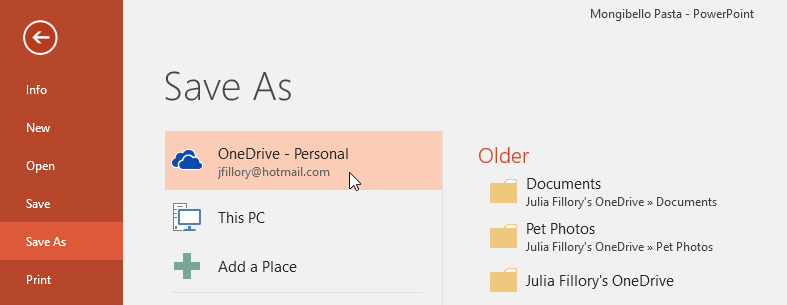 Mongibello Pasta - PowerPoint
Info
New
Open
Save
Save As
Print
Save As
OneDrive - Personal
jfillory@hotmail.com
This PC
Add a Place
Older
Documents
Julia Fillory's OneDrive » Documents
Pet Photos
Julia Fillory's OneDrive » Pet Photos
Julia Fillory's OneDrive